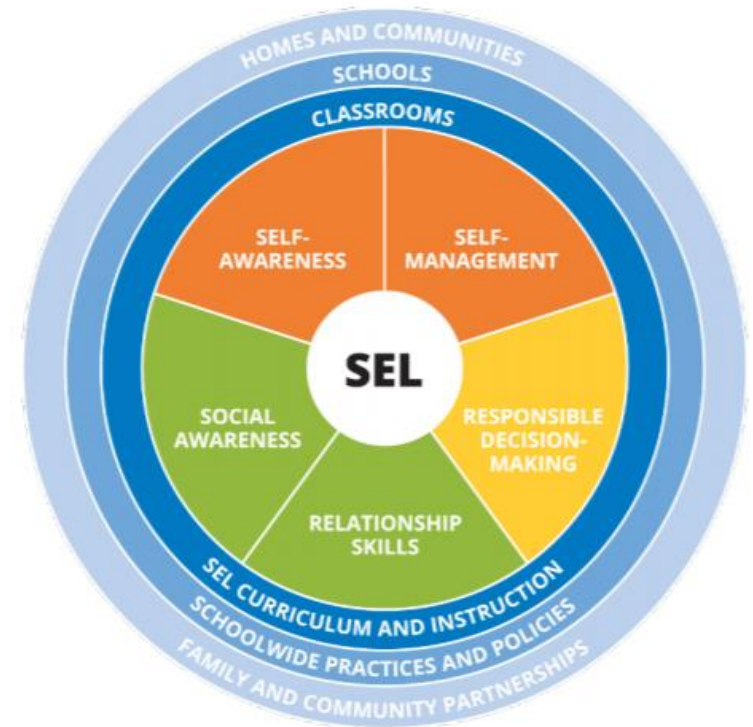 HOMES AND COMMUNITIES
SCHOOLS
CLASSROOMS
SELF-
AWARENESS
SELF-
MANAGEMENT
SEL
SOCIAL
AWARENESS
RESPONSIBLE
DECISION-
MAKING
RELATIONSHIP
SKILLS
SEL CURRICULUM AND INSTRUCTION
SCHOOLWIDE PRACTICES AND POLICIES
FAMILY AND COMMUNITY PARTNERSHIPS